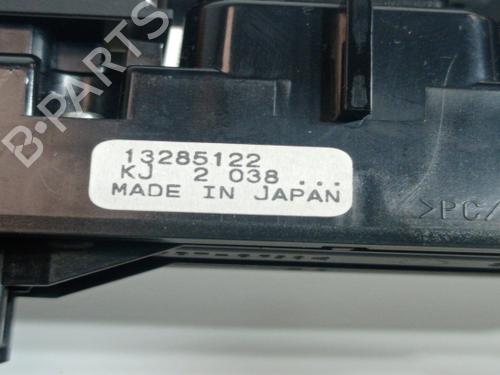 B-PARTS
13285122
KJ 2 038 ...
MADE IN JAPAN
>PC/